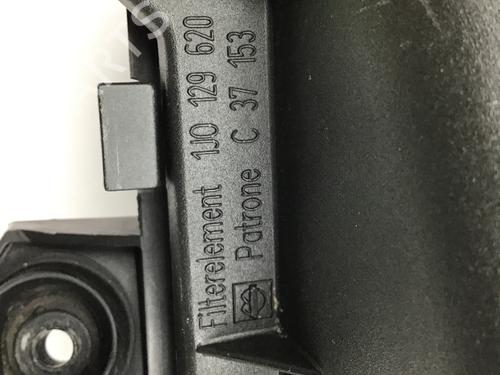 Filterelement 1J0 129 620
Patrone C 37 153